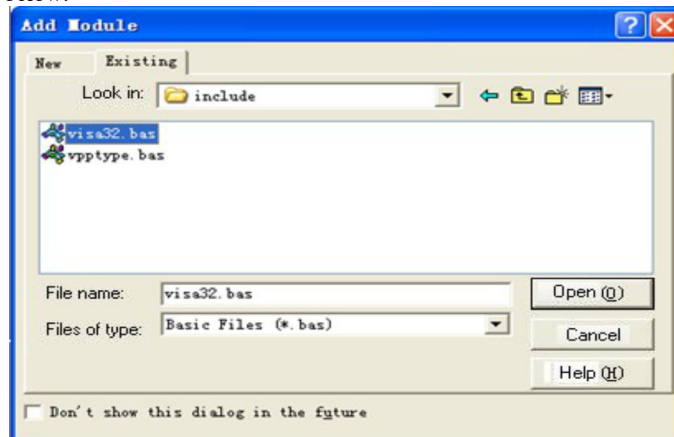 Add Module
New Existing
Look in: include
visa32.bas
vpptype.bas
File name: visa32.bas Open (O)
Files of type: Basic Files (*.bas) Cancel
Help (H)
Don't show this dialog in the future